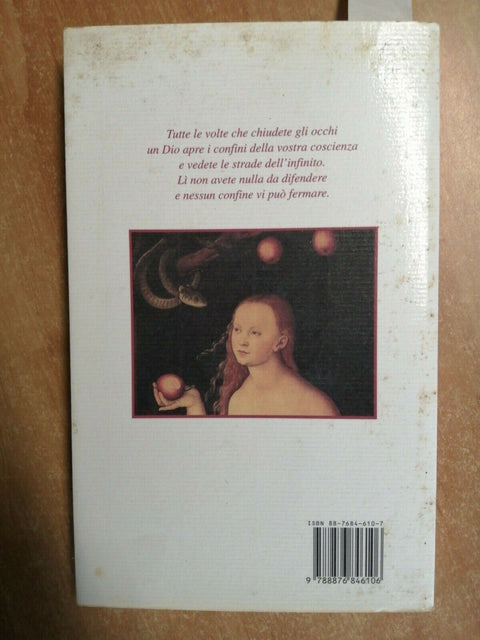 Tutte le volte che chiudete gli occhi
un Dio apre i confini della vostra coscienza
e vedete le strade dell'infinito.
Lì non avete nulla da difendere
e nessun confine vi può fermare.
ISBN 88-7684-610-7
9 788876 846106